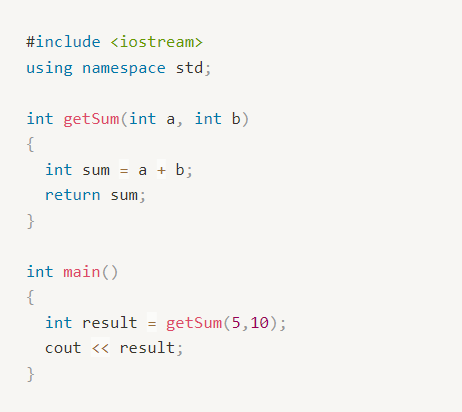 #include <iostream>
using namespace std;
int getSum(int a, int b)
{
int sum = a + b;
return sum;
}
int main()
{
int result = getSum(5,10);
cout << result;
}